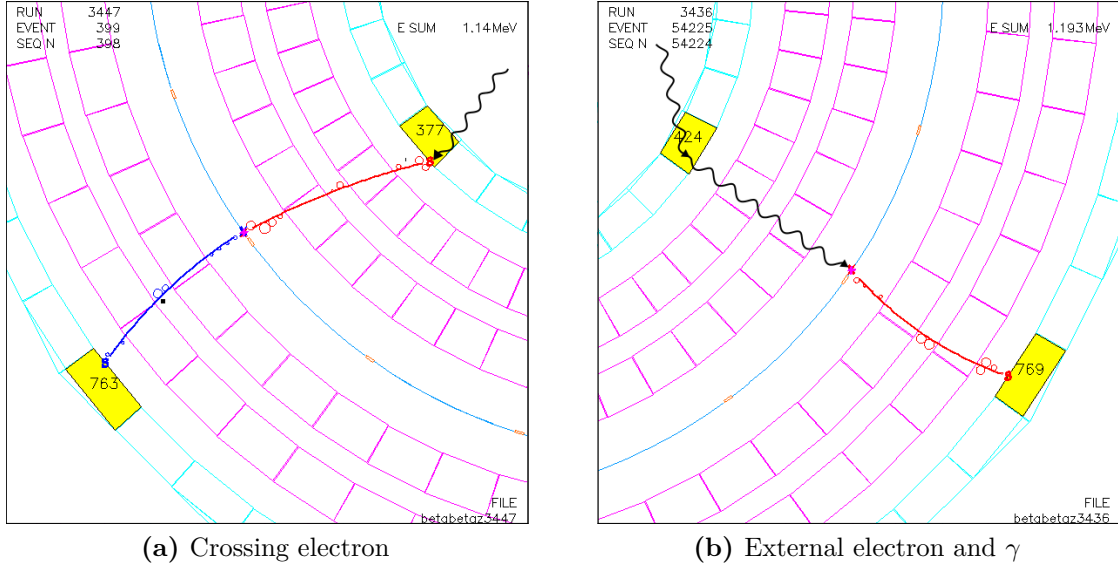 RUN 3447
EVENT 399
SEQ N 398
E SUM 1.14MeV
377
763
FILE
betabetaz3447
RUN 3436
EVENT 54225
SEQ N 54224
E SUM 1.193MeV
424
769
FILE
betabetaz3436
(a) Crossing electron
(b) External electron and γ